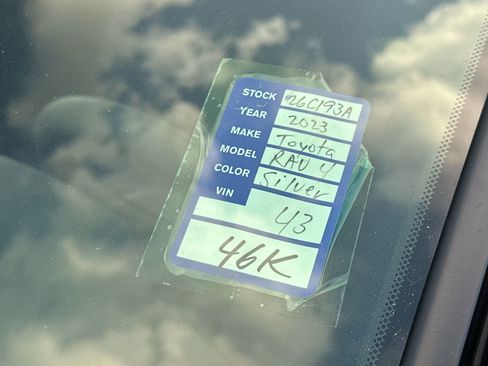 STOCK #26C193A
YEAR 2023
MAKE Toyota
MODEL RAV 4
COLOR Silver
VIN
43
46K